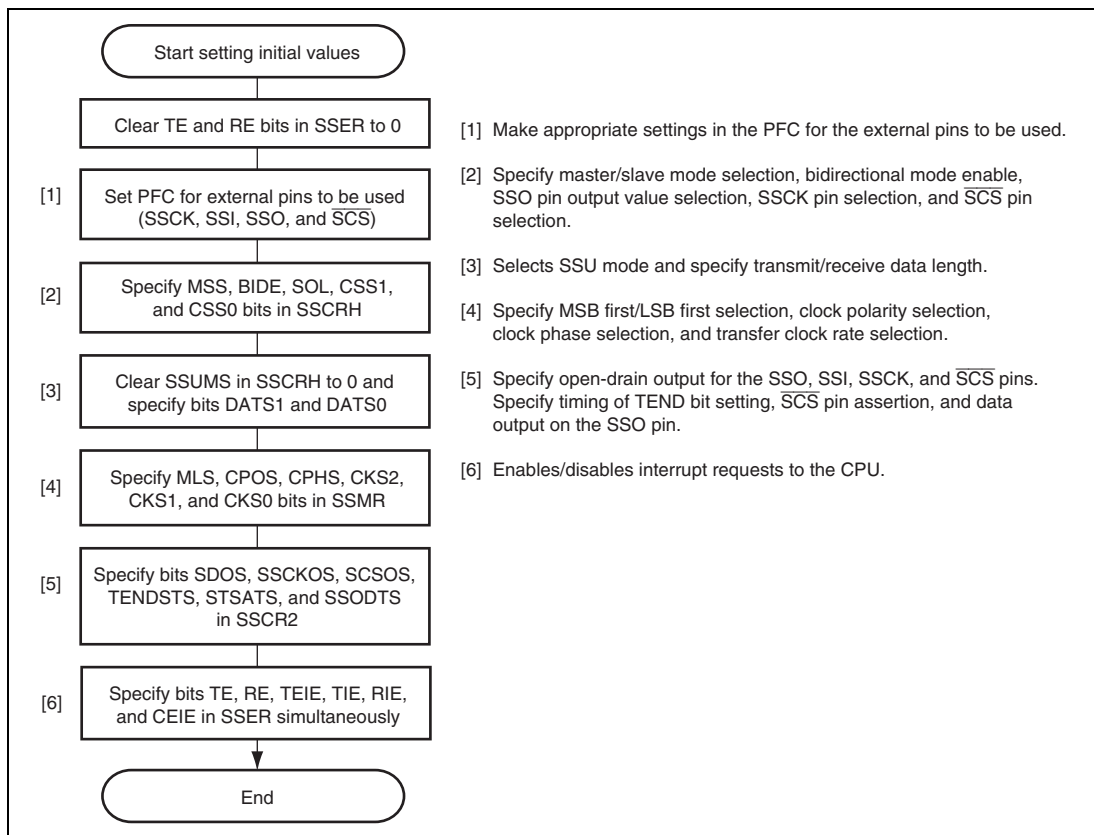 Start setting initial values
Clear TE and RE bits in SSER to 0
[1]
Set PFC for external pins to be used
(SSCK, SSI, SSO, and S̅C̅S̅)
[2]
Specify MSS, BIDE, SOL, CSS1,
and CSS0 bits in SSCRH
[3]
Clear SSUMS in SSCRH to 0 and
specify bits DATS1 and DATS0
[4]
Specify MLS, CPOS, CPHS, CKS2,
CKS1, and CKS0 bits in SSMR
[5]
Specify bits SDOS, SSCKOS, SCSOS,
TENDSTS, STSATS, and SSODTS
in SSCR2
[6]
Specify bits TE, RE, TEIE, TIE, RIE,
and CEIE in SSER simultaneously
End
[1] Make appropriate settings in the PFC for the external pins to be used.
[2] Specify master/slave mode selection, bidirectional mode enable,
SSO pin output value selection, SSCK pin selection, and S̅C̅S̅ pin
selection.
[3] Selects SSU mode and specify transmit/receive data length.
[4] Specify MSB first/LSB first selection, clock polarity selection,
clock phase selection, and transfer clock rate selection.
[5] Specify open-drain output for the SSO, SSI, SSCK, and S̅C̅S̅ pins.
Specify timing of TEND bit setting, S̅C̅S̅ pin assertion, and data
output on the SSO pin.
[6] Enables/disables interrupt requests to the CPU.